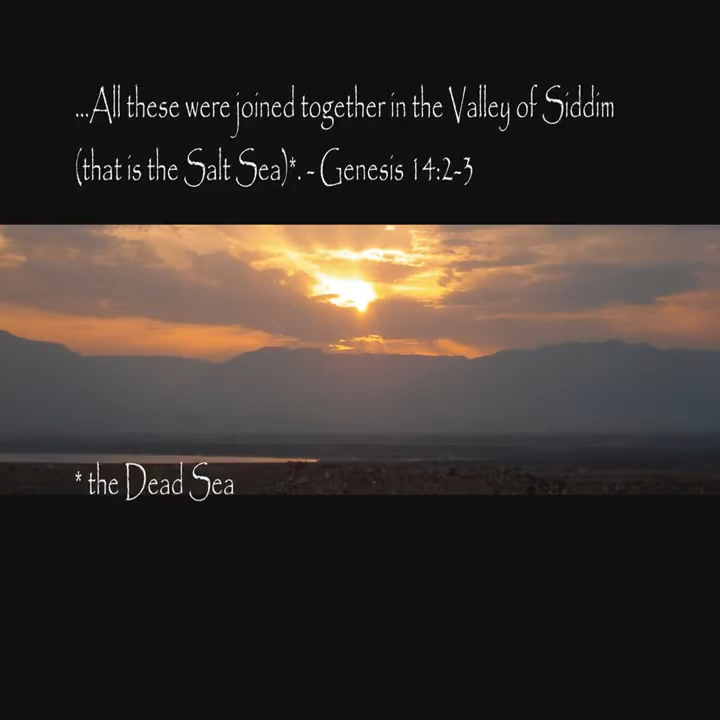 ...All these were joined together in the Valley of Siddim
(that is the Salt Sea)*. - Genesis 14:2-3
* the Dead Sea